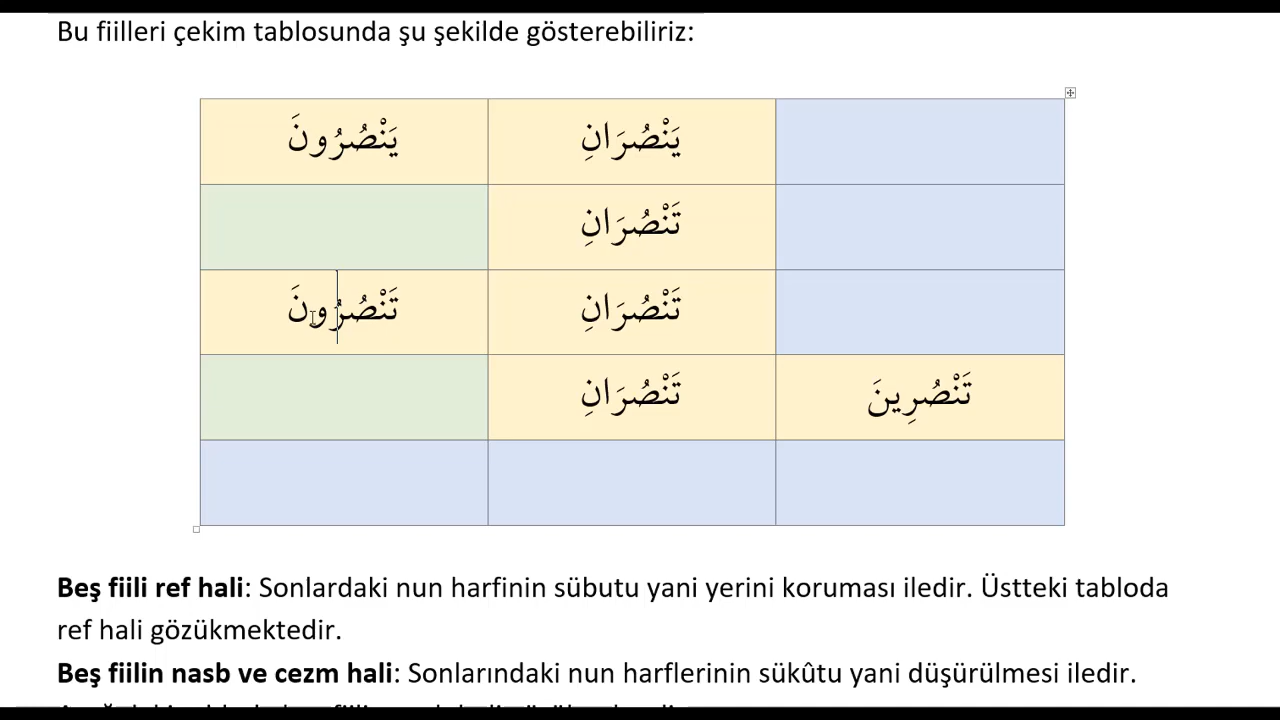 Bu fiilleri çekim tablosunda şu şekilde gösterebiliriz:
يَنْصُرَانِ يَنْصُرُونَ
تَنْصُرَانِ
تَنْصُرَانِ تَنْصُرُونَ
تَنْصُرِينَ تَنْصُرَانِ
Beş fiili ref hali: Sonlardaki nun harfinin sübutu yani yerini koruması iledir. Üstteki tabloda
ref hali gözükmektedir.
Beş fiilin nasb ve cezm hali: Sonlarındaki nun harflerinin sükûtu yani düşürülmesi iledir.